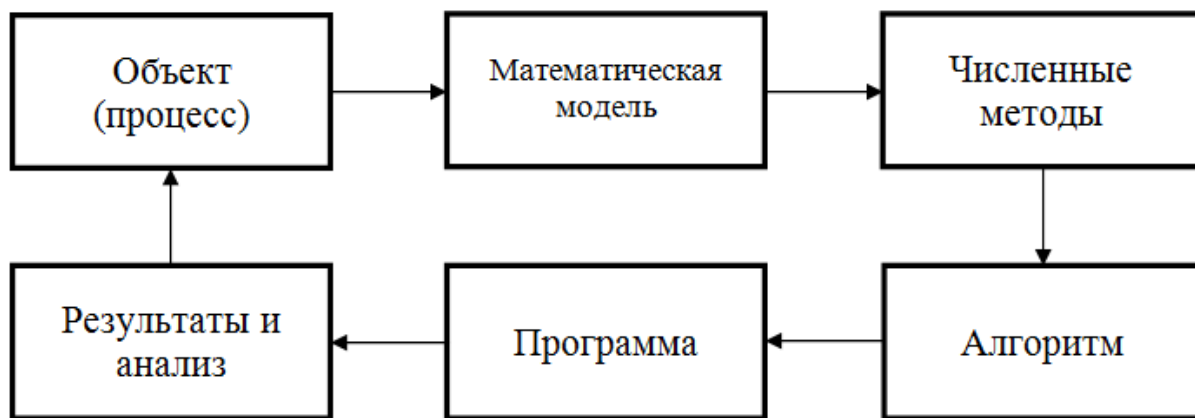 Объект
(процесс)
Математическая
модель
Численные
методы
Результаты и
анализ
Программа
Алгоритм